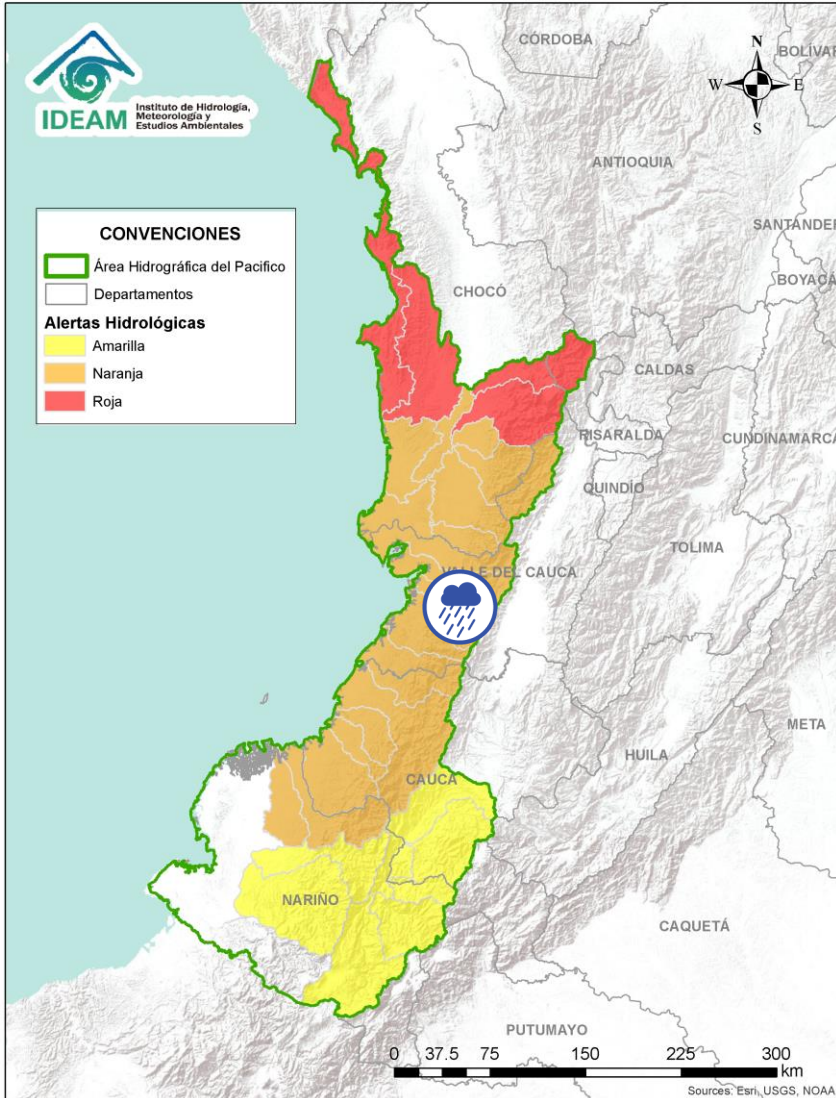 IDEAM
Instituto de Hidrología,
Meteorología y
Estudios Ambientales
CÓRDOBA
BOLÍVAR
N
W
E
S
ANTIOQUIA
SANTANDER
BOYACÁ
CONVENCIONES
Área Hidrográfica del Pacifico
Departamentos
Alertas Hidrológicas
Amarilla
Naranja
Roja
CHOCÓ
CALDAS
RISARALDA
CUNDINAMARCA
QUINDÍO
TOLIMA
VALLE DEL CAUCA
META
HUILA
CAUCA
NARIÑO
CAQUETÁ
PUTUMAYO
0 37.5 75 150 225 300
km
Sources: Esri, USGS, NOAA